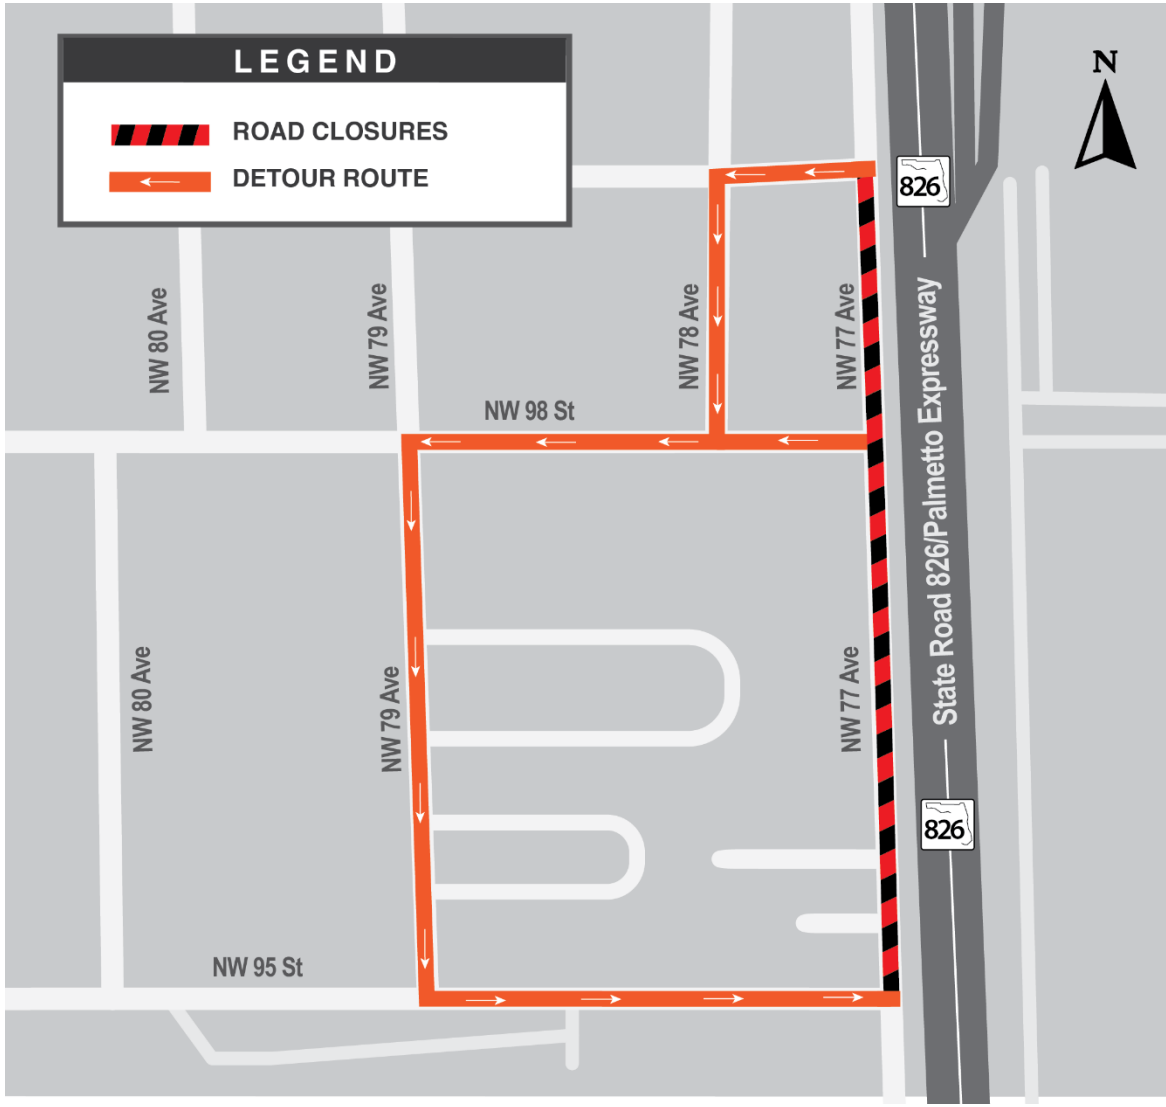 LEGEND
ROAD CLOSURES
DETOUR ROUTE
N
826
NW 80 Ave
NW 79 Ave
NW 78 Ave
NW 77 Ave
State Road 826/Palmetto Expressway
NW 98 St
NW 80 Ave
NW 79 Ave
NW 77 Ave
826
NW 95 St